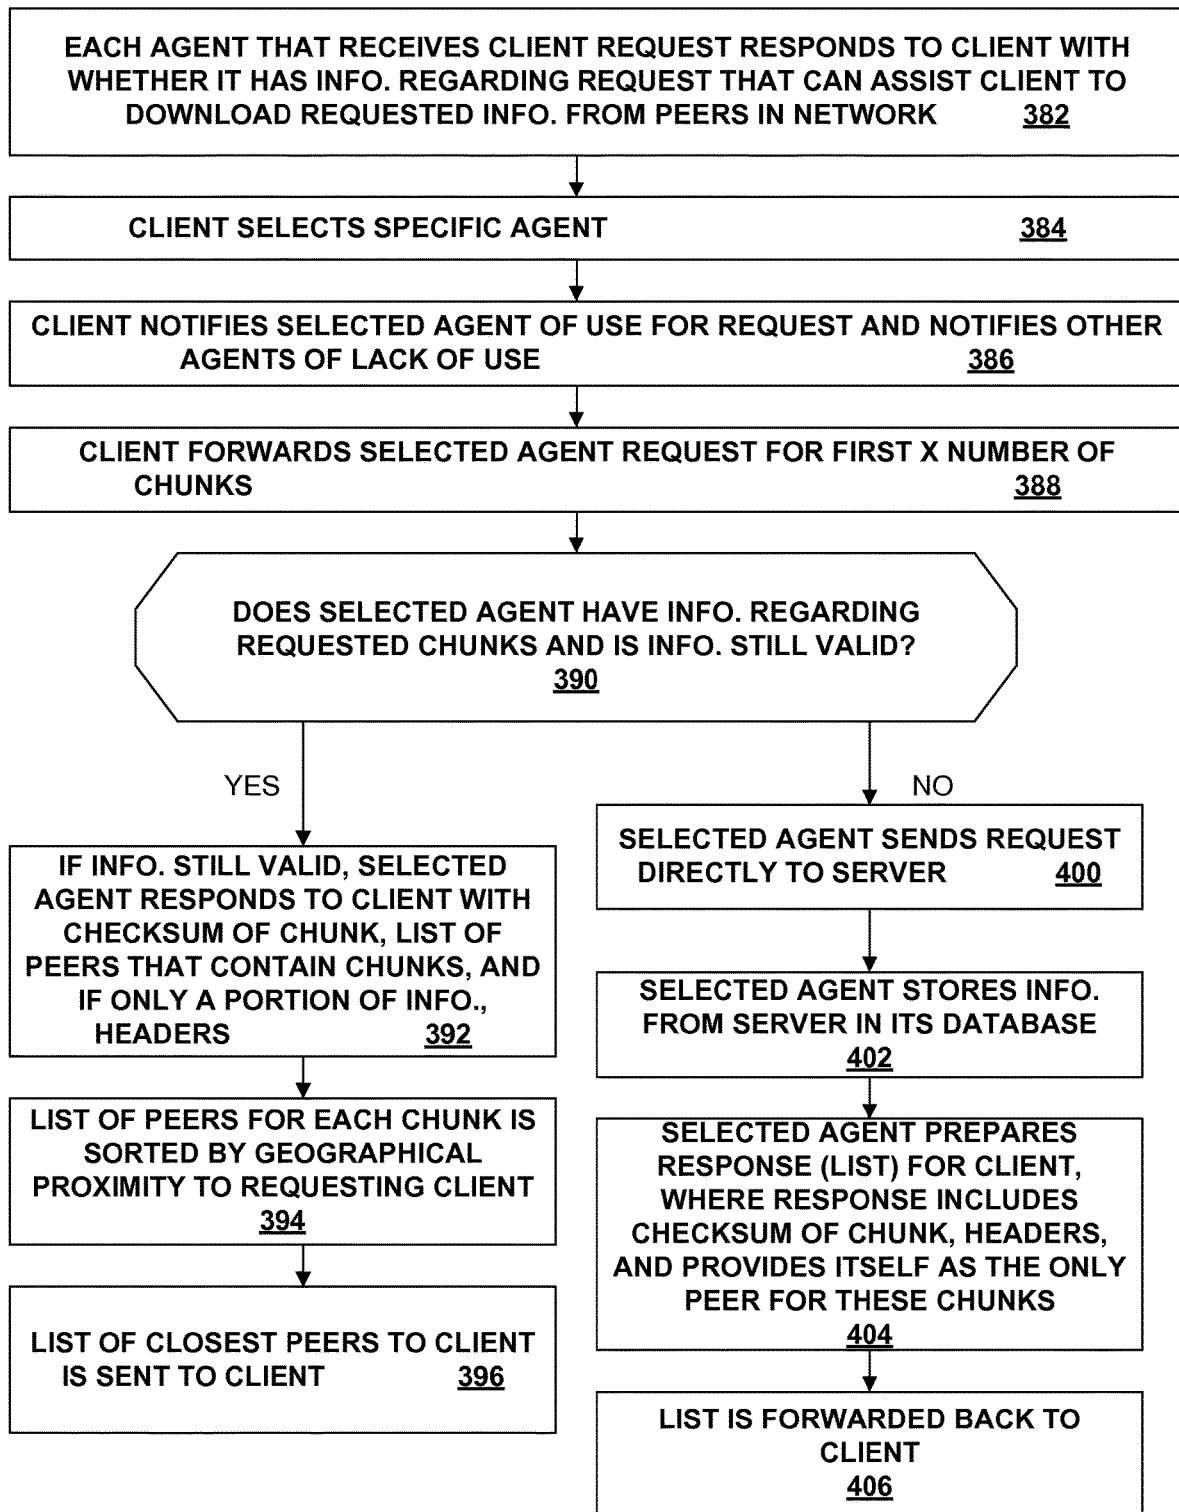 EACH AGENT THAT RECEIVES CLIENT REQUEST RESPONDS TO CLIENT WITH
WHETHER IT HAS INFO. REGARDING REQUEST THAT CAN ASSIST CLIENT TO
DOWNLOAD REQUESTED INFO. FROM PEERS IN NETWORK 382
CLIENT SELECTS SPECIFIC AGENT 384
CLIENT NOTIFIES SELECTED AGENT OF USE FOR REQUEST AND NOTIFIES OTHER
AGENTS OF LACK OF USE 386
CLIENT FORWARDS SELECTED AGENT REQUEST FOR FIRST X NUMBER OF
CHUNKS 388
DOES SELECTED AGENT HAVE INFO. REGARDING
REQUESTED CHUNKS AND IS INFO. STILL VALID?
390
YES
IF INFO. STILL VALID, SELECTED
AGENT RESPONDS TO CLIENT WITH
CHECKSUM OF CHUNK, LIST OF
PEERS THAT CONTAIN CHUNKS, AND
IF ONLY A PORTION OF INFO.,
HEADERS 392
LIST OF PEERS FOR EACH CHUNK IS
SORTED BY GEOGRAPHICAL
PROXIMITY TO REQUESTING CLIENT
394
LIST OF CLOSEST PEERS TO CLIENT
IS SENT TO CLIENT 396
NO
SELECTED AGENT SENDS REQUEST
DIRECTLY TO SERVER 400
SELECTED AGENT STORES INFO.
FROM SERVER IN ITS DATABASE
402
SELECTED AGENT PREPARES
RESPONSE (LIST) FOR CLIENT,
WHERE RESPONSE INCLUDES
CHECKSUM OF CHUNK, HEADERS,
AND PROVIDES ITSELF AS THE ONLY
PEER FOR THESE CHUNKS
404
LIST IS FORWARDED BACK TO
CLIENT
406